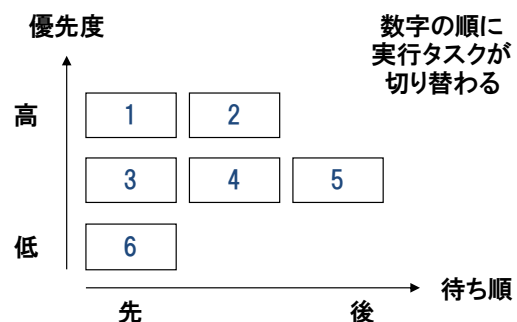 優先度
数字の順に
実行タスクが
切り替わる
高
1 2
3 4 5
低
6
待ち順
先 後